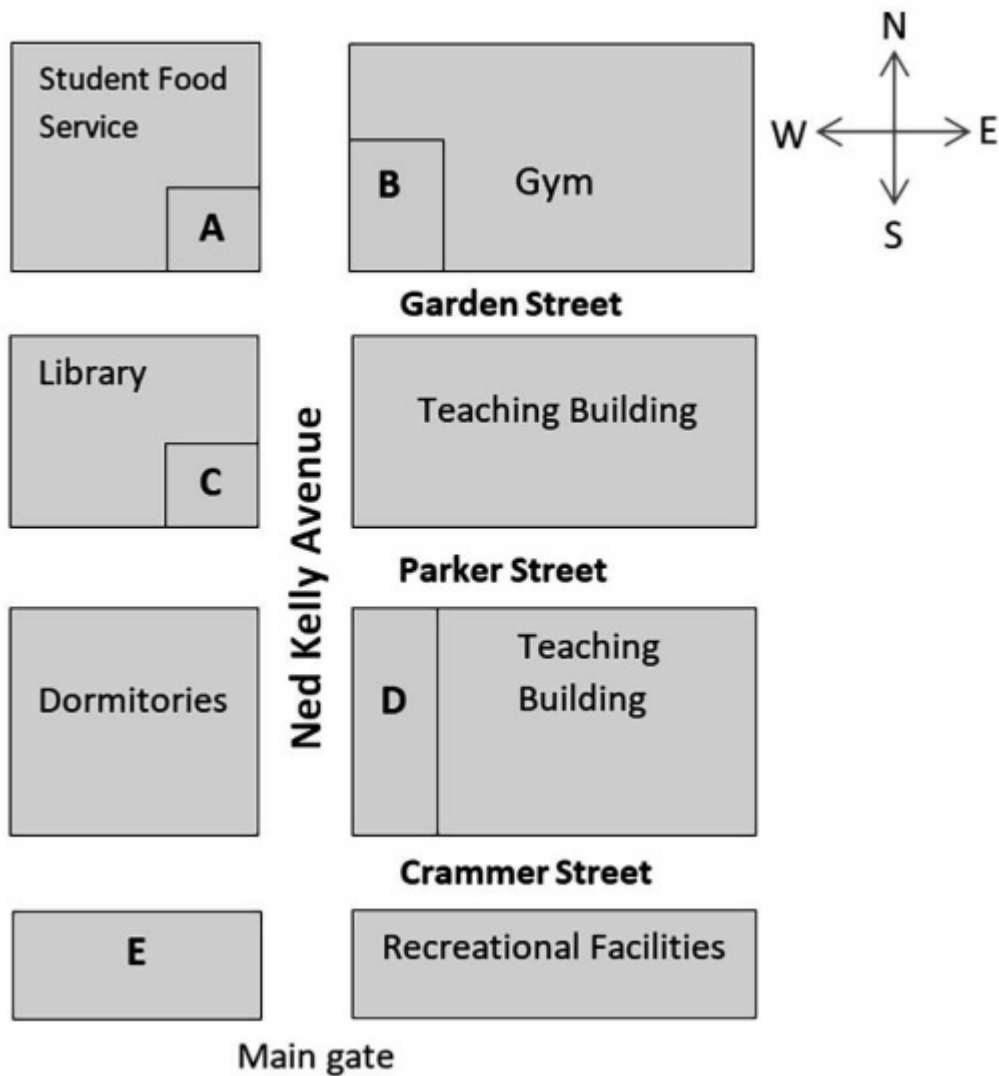 N
W E
S
Student Food
Service
A
B
Gym
Garden Street
Library
C
Teaching Building
Ned Kelly Avenue
Parker Street
Dormitories
D
Teaching
Building
Crammer Street
E
Recreational Facilities
Main gate